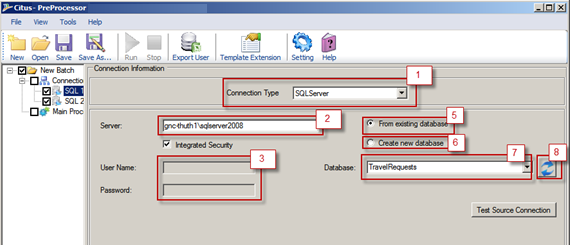 Citus- PreProcessor
File View Tools Help
New Open Save Save As... Run Stop Export User Template Extension Setting Help
New Batch
Connectio
SQL 1
SQL 2
Main Proc
Connection Information
1
Connection Type SQLServer
2
Server: gnc-thuth1\sqlserver2008
5
From existing database
Integrated Security
6
Create new database
3
7
8
User Name:
Database: TravelRequests
Password:
Test Source Connection